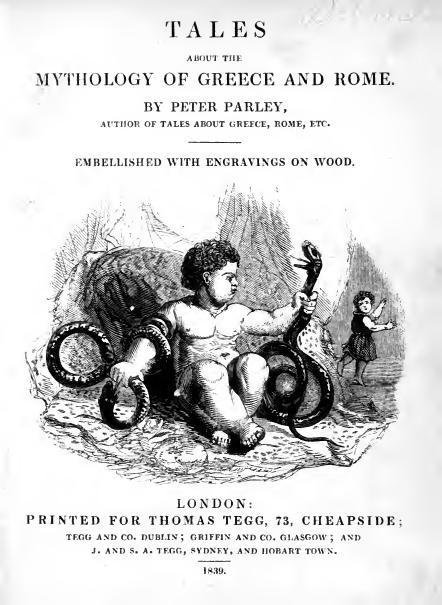 TALES
ABOUT THE
MYTHOLOGY OF GREECE AND ROME.
BY PETER PARLEY,
AUTHOR OF TALES ABOUT GREECE, ROME, ETC.
EMBELLISHED WITH ENGRAVINGS ON WOOD.
LONDON:
PRINTED FOR THOMAS TEGG, 73, CHEAPSIDE;
TEGG AND CO. DUBLIN; GRIFFIN AND CO. GLASGOW; AND
J. AND S. A. TEGG, SYDNEY, AND HOBART TOWN.
1839.